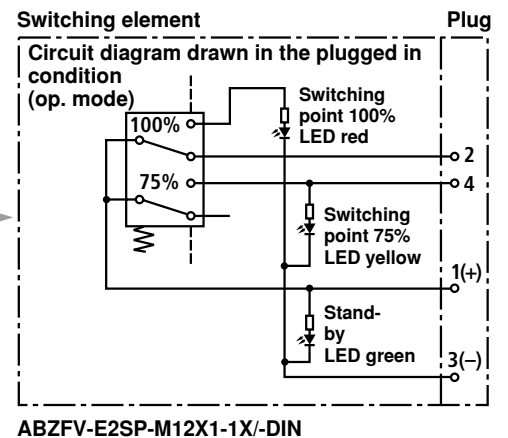 Switching element
Plug
Circuit diagram drawn in the plugged in
condition
(op. mode)
Switching
point 100%
LED red
100%
2
75%
4
Switching
point 75%
LED yellow
1(+)
Stand-
by
LED green
3(–)
ABZFV-E2SP-M12X1-1X/-DIN